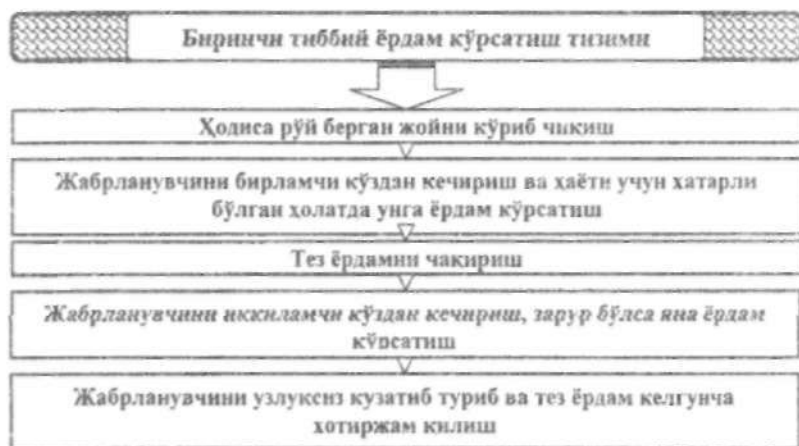 Биринчи тиббий ёрдам кўрсатиш тизими
Ҳодиса рўй берган жойни кўриб чикиш
Жабрланувчини бирламчи кўздан кечириш ва ҳаёти учун хатарли
бўлган ҳолатда унга ёрдам кўрсатиш
Тез ёрдамни чақириш
Жабрланувчини иккиламчи кўздан кечириш, зарур бўлса яна ёрдам
кўрсатиш
Жабрланувчини узлуксиз кузатиб туриб ва тез ёрдам келгунча
хотиржам қилиш